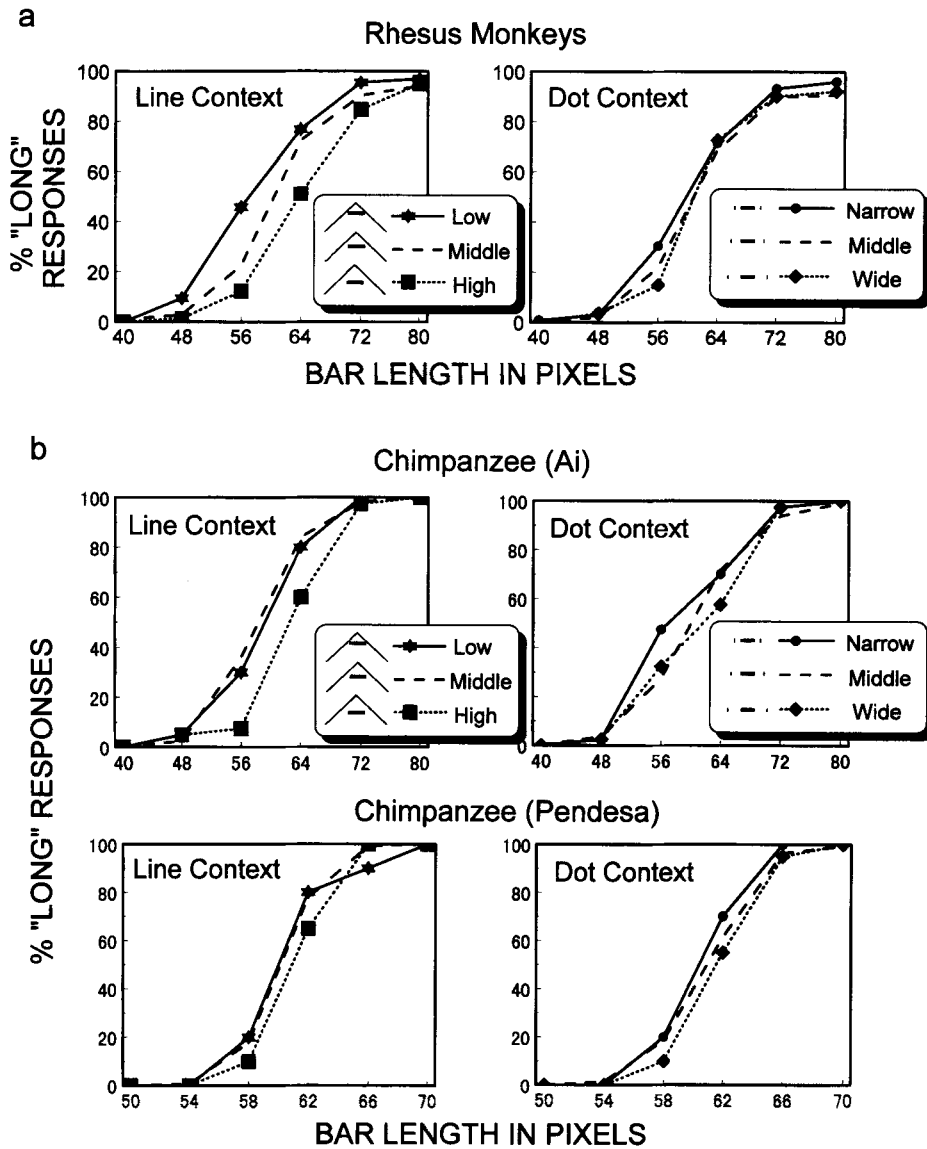 a
Rhesus Monkeys
% "LONG" RESPONSES
Line Context
100
80
60
40
20
0
40 48 56 64 72 80
Low
Middle
High
Dot Context
100
80
60
40
20
0
40 48 56 64 72 80
Narrow
Middle
Wide
BAR LENGTH IN PIXELS
b
Chimpanzee (Ai)
% "LONG" RESPONSES
Line Context
100
80
60
40
20
0
40 48 56 64 72 80
Low
Middle
High
Dot Context
100
80
60
40
20
0
40 48 56 64 72 80
Narrow
Middle
Wide
Chimpanzee (Pendesa)
Line Context
100
80
60
40
20
0
50 54 58 62 66 70
Dot Context
100
80
60
40
20
0
50 54 58 62 66 70
BAR LENGTH IN PIXELS